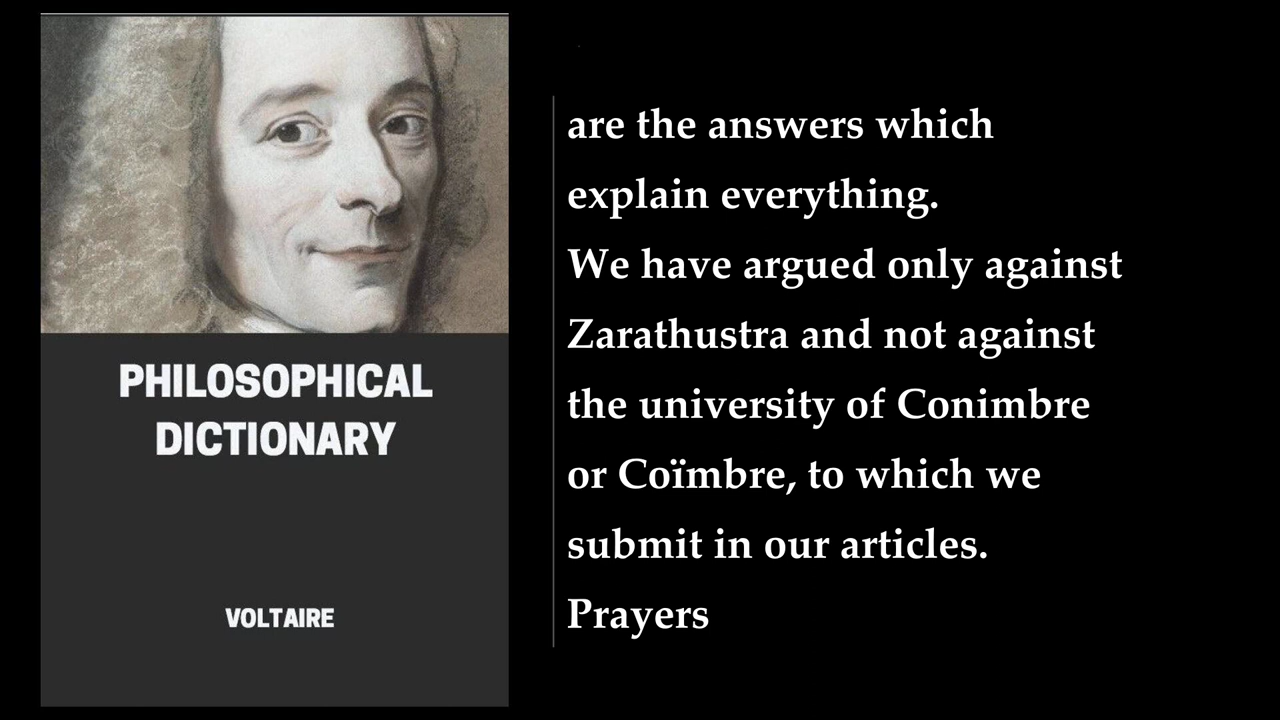 PHILOSOPHICAL
DICTIONARY
VOLTAIRE
are the answers which
explain everything.
We have argued only against
Zarathustra and not against
the university of Conimbre
or Coïmbre, to which we
submit in our articles.
Prayers